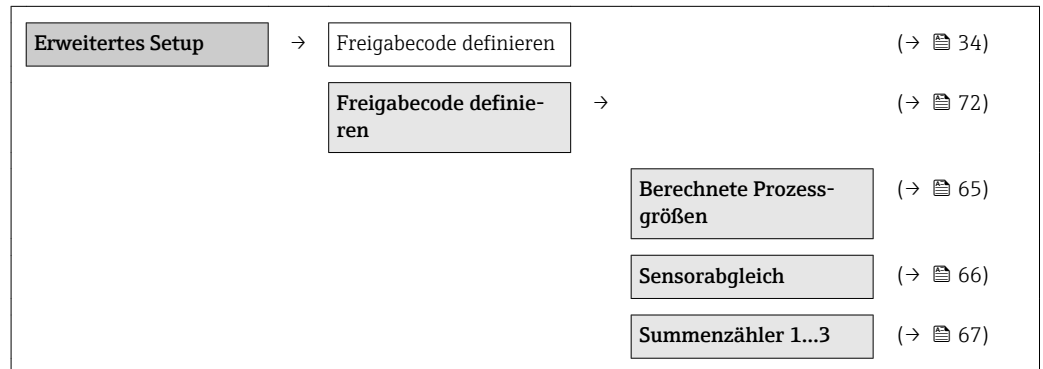 Erweitertes Setup → Freigabecode definieren (→ 34)
Freigabecode definie-
ren → (→ 72)
Berechnete Prozess-
größen (→ 65)
Sensorabgleich (→ 66)
Summenzähler 1...3 (→ 67)